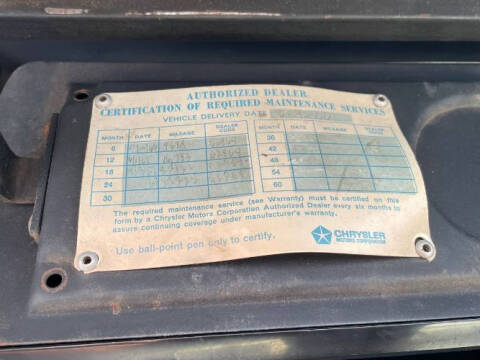 AUTHORIZED DEALER
CERTIFICATION OF REQUIRED MAINTENANCE SERVICES
VEHICLE DELIVERY DATE
MONTH DATE MILEAGE DEALER CODE MONTH DATE MILEAGE DEALER CODE
6 36
12 42
18 48
24 54
30 60
The required maintenance service (see Warranty) must be certified on this
form by a Chrysler Motors Corporation Authorized Dealer every six months to
assure continuing coverage under manufacturer's warranty.
Use ball-point pen only to certify.
CHRYSLER
MOTORS CORPORATION